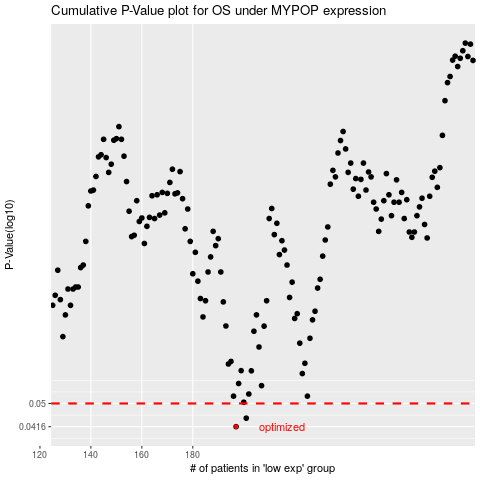 Cumulative P-Value plot for OS under MYPOP expression
P-Value(log10)
0.05
0.0416
optimized
120 140 160 180
# of patients in 'low exp' group